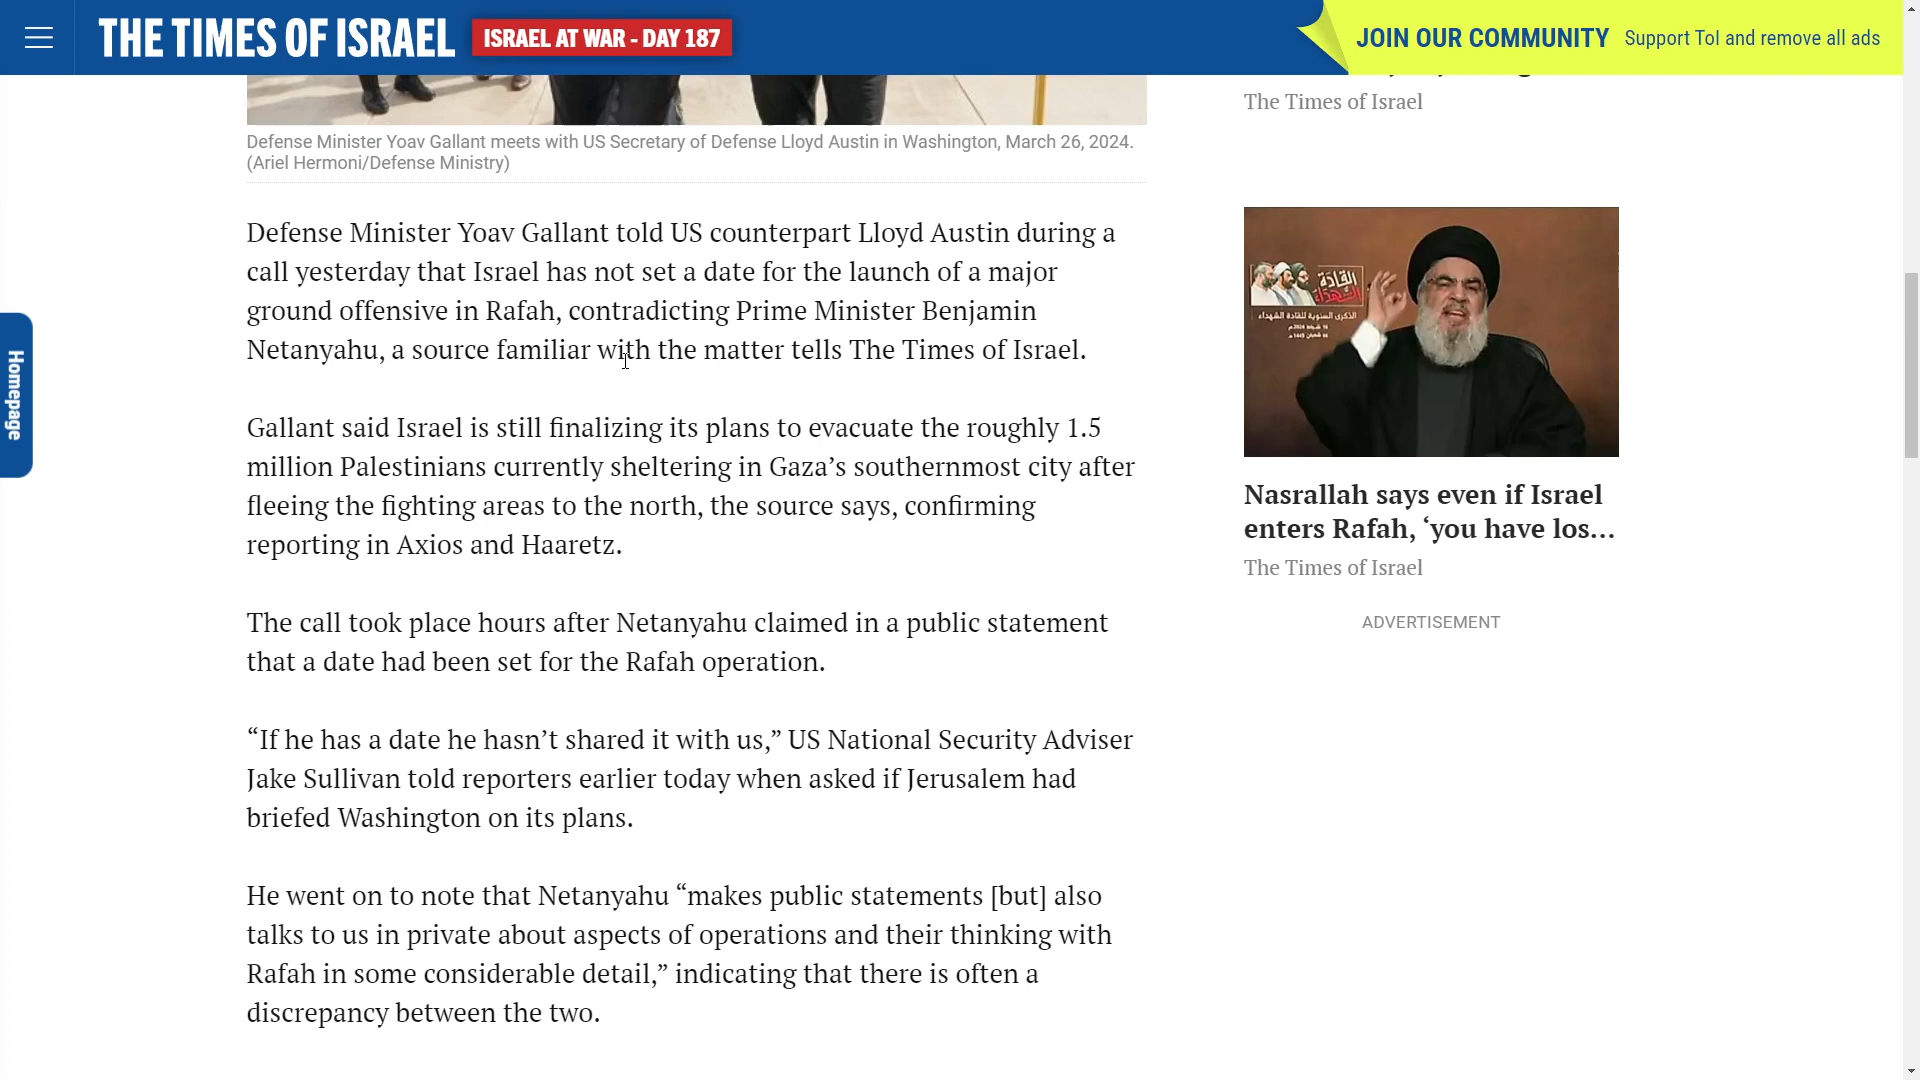 THE TIMES OF ISRAEL
ISRAEL AT WAR - DAY 187
JOIN OUR COMMUNITY Support ToI and remove all ads
Homepage
Defense Minister Yoav Gallant meets with US Secretary of Defense Lloyd Austin in Washington, March 26, 2024.
(Ariel Hermoni/Defense Ministry)
Defense Minister Yoav Gallant told US counterpart Lloyd Austin during a
call yesterday that Israel has not set a date for the launch of a major
ground offensive in Rafah, contradicting Prime Minister Benjamin
Netanyahu, a source familiar with the matter tells The Times of Israel.
Gallant said Israel is still finalizing its plans to evacuate the roughly 1.5
million Palestinians currently sheltering in Gaza’s southernmost city after
fleeing the fighting areas to the north, the source says, confirming
reporting in Axios and Haaretz.
The call took place hours after Netanyahu claimed in a public statement
that a date had been set for the Rafah operation.
“If he has a date he hasn’t shared it with us,” US National Security Adviser
Jake Sullivan told reporters earlier today when asked if Jerusalem had
briefed Washington on its plans.
He went on to note that Netanyahu “makes public statements [but] also
talks to us in private about aspects of operations and their thinking with
Rafah in some considerable detail,” indicating that there is often a
discrepancy between the two.
The Times of Israel
القادة
الشهداء
الذكرى السنوية للقادة الشهداء
Nasrallah says even if Israel
enters Rafah, ‘you have los...
The Times of Israel
ADVERTISEMENT